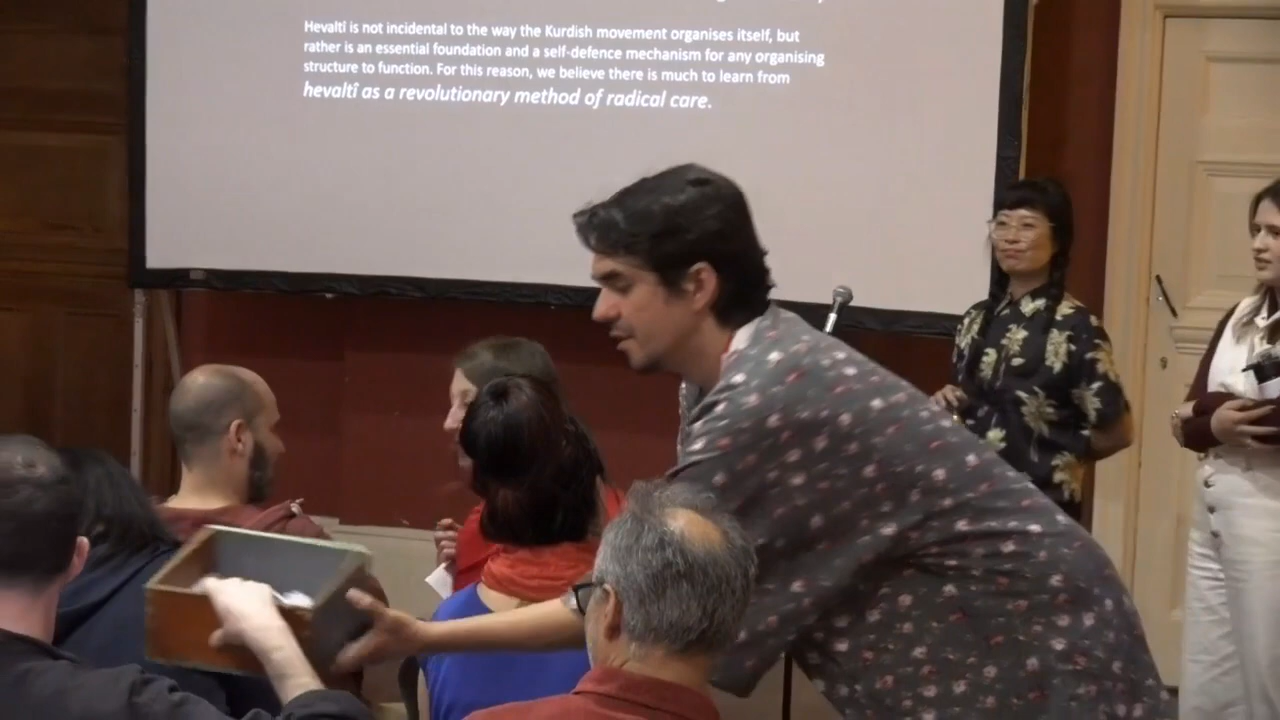 Hevaltî is not incidental to the way the Kurdish movement organises itself, but
rather is an essential foundation and a self-defence mechanism for any organising
structure to function. For this reason, we believe there is much to learn from
hevaltî as a revolutionary method of radical care.